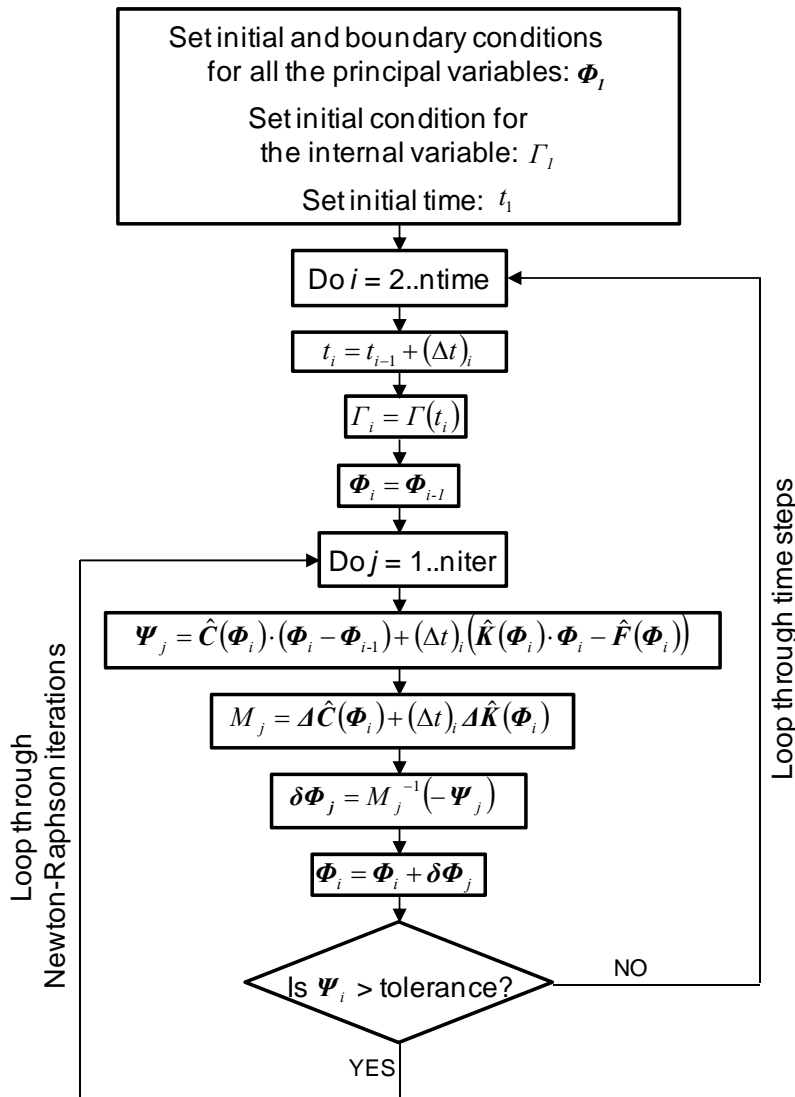 Set initial and boundary conditions
for all the principal variables: Φ₁
Set initial condition for
the internal variable: Γ₁
Set initial time: t₁
Do i = 2..ntime
tᵢ = tᵢ₋₁ + (Δt)ᵢ
Γᵢ = Γ(tᵢ)
Φᵢ = Φᵢ₋₁
Do j = 1..niter
Ψⱼ = Ĉ(Φᵢ)·(Φᵢ − Φᵢ₋₁) + (Δt)ᵢ(K̂(Φᵢ)·Φᵢ − F̂(Φᵢ))
Mⱼ = ΔĈ(Φᵢ) + (Δt)ᵢ ΔK̂(Φᵢ)
δΦⱼ = Mⱼ⁻¹(−Ψⱼ)
Φᵢ = Φᵢ + δΦⱼ
Is Ψᵢ > tolerance?
NO
YES
Loop through
Newton-Raphson iterations
Loop through time steps